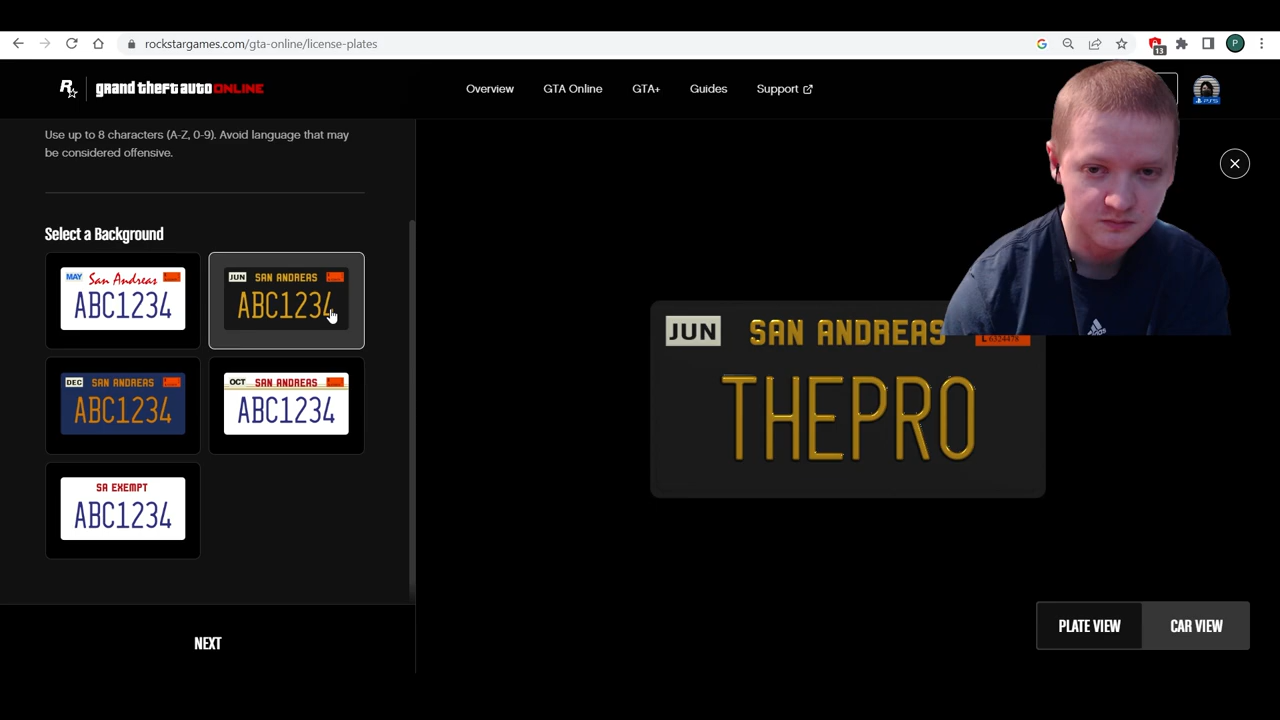 rockstargames.com/gta-online/license-plates
13
P
R
grand theft auto ONLINE
Overview
GTA Online
GTA+
Guides
Support
PS5
Use up to 8 characters (A-Z, 0-9). Avoid language that may
be considered offensive.
Select a Background
MAY San Andreas
ABC1234
JUN SAN ANDREAS
ABC1234
DEC SAN ANDREAS
ABC1234
OCT SAN ANDREAS
ABC1234
SA EXEMPT
ABC1234
NEXT
JUN SAN ANDREAS
THEPRO
PLATE VIEW
CAR VIEW